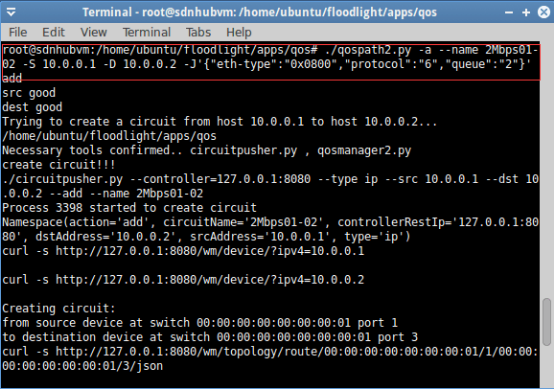 Terminal - root@sdnhubvm: /home/ubuntu/floodlight/apps/qos
File Edit View Terminal Tabs Help
root@sdnhubvm:/home/ubuntu/floodlight/apps/qos# ./qospath2.py -a --name 2Mbps01-
02 -S 10.0.0.1 -D 10.0.0.2 -J'{"eth-type":"0x0800","protocol":"6","queue":"2"}'
add
src good
dest good
Trying to create a circuit from host 10.0.0.1 to host 10.0.0.2...
/home/ubuntu/floodlight/apps/qos
Necessary tools confirmed.. circuitpusher.py , qosmanager2.py
create circuit!!!
./circuitpusher.py --controller=127.0.0.1:8080 --type ip --src 10.0.0.1 --dst 10
.0.0.2 --add --name 2Mbps01-02
Process 3398 started to create circuit
Namespace(action='add', circuitName='2Mbps01-02', controllerRestIp='127.0.0.1:80
80', dstAddress='10.0.0.2', srcAddress='10.0.0.1', type='ip')
curl -s http://127.0.0.1:8080/wm/device/?ipv4=10.0.0.1
curl -s http://127.0.0.1:8080/wm/device/?ipv4=10.0.0.2
Creating circuit:
from source device at switch 00:00:00:00:00:00:00:01 port 1
to destination device at switch 00:00:00:00:00:00:00:01 port 3
curl -s http://127.0.0.1:8080/wm/topology/route/00:00:00:00:00:00:00:01/1/00:00:
00:00:00:00:00:01/3/json